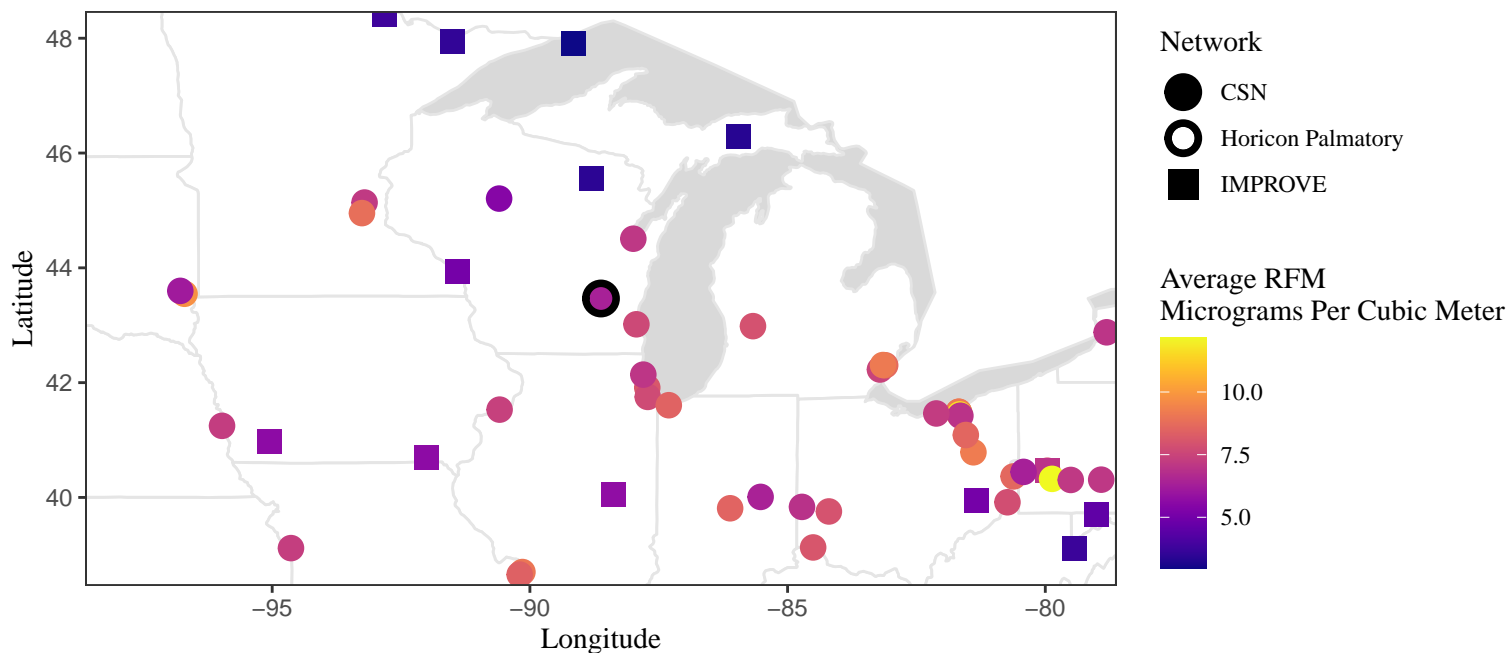 48
46
44
42
40
Latitude
−95
−90
−85
−80
Longitude
Network
CSN
Horicon Palmatory
IMPROVE
Average RFM
Micrograms Per Cubic Meter
10.0
7.5
5.0